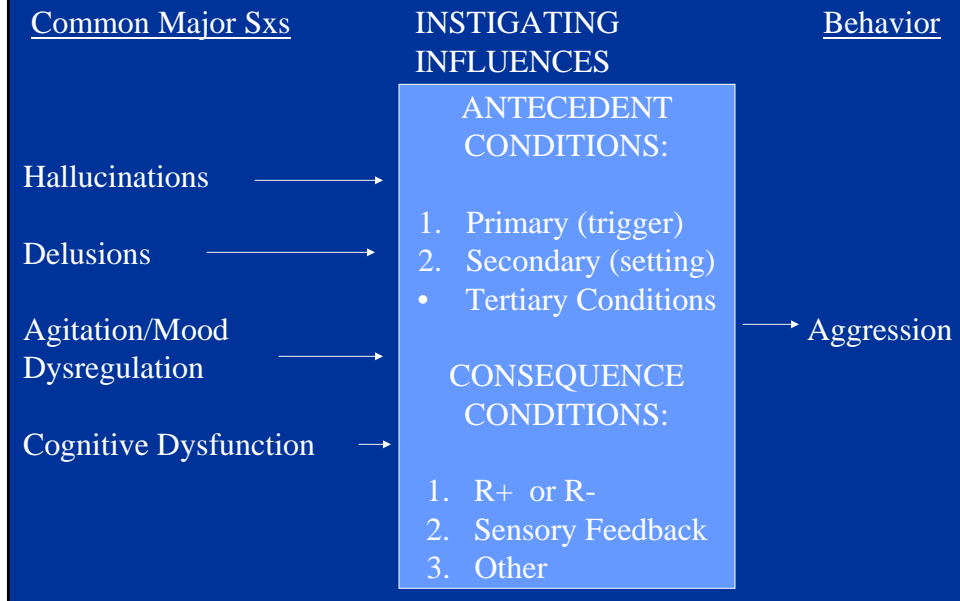 Common Major Sxs
INSTIGATING
INFLUENCES
Behavior
Hallucinations
Delusions
Agitation/Mood
Dysregulation
Cognitive Dysfunction
ANTECEDENT
CONDITIONS:
1. Primary (trigger)
2. Secondary (setting)
• Tertiary Conditions
CONSEQUENCE
CONDITIONS:
1. R+ or R-
2. Sensory Feedback
3. Other
Aggression